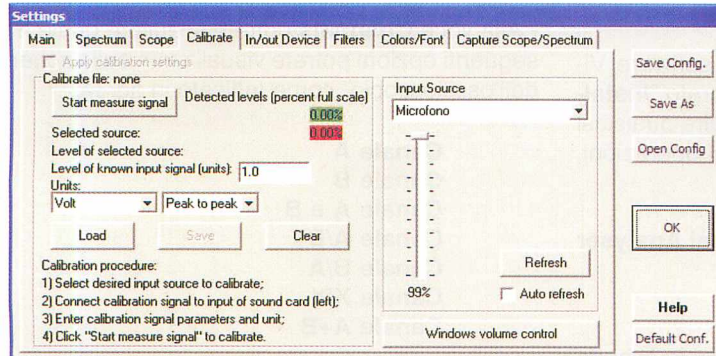 Settings
Main Spectrum Scope Calibrate In/out Device Filters Colors/Font Capture Scope/Spectrum
Apply calibration settings
Calibrate file: none
Start measure signal
Detected levels (percent full scale)
0.00%
0.00%
Selected source:
Level of selected source:
Level of known input signal (units): 1.0
Units:
Volt Peak to peak
Load Save Clear
Calibration procedure:
1) Select desired input source to calibrate;
2) Connect calibration signal to input of sound card (left);
3) Enter calibration signal parameters and unit;
4) Click "Start measure signal" to calibrate.
Input Source
Microfono
99%
Refresh
Auto refresh
Windows volume control
Save Config.
Save As
Open Config
OK
Help
Default Conf.